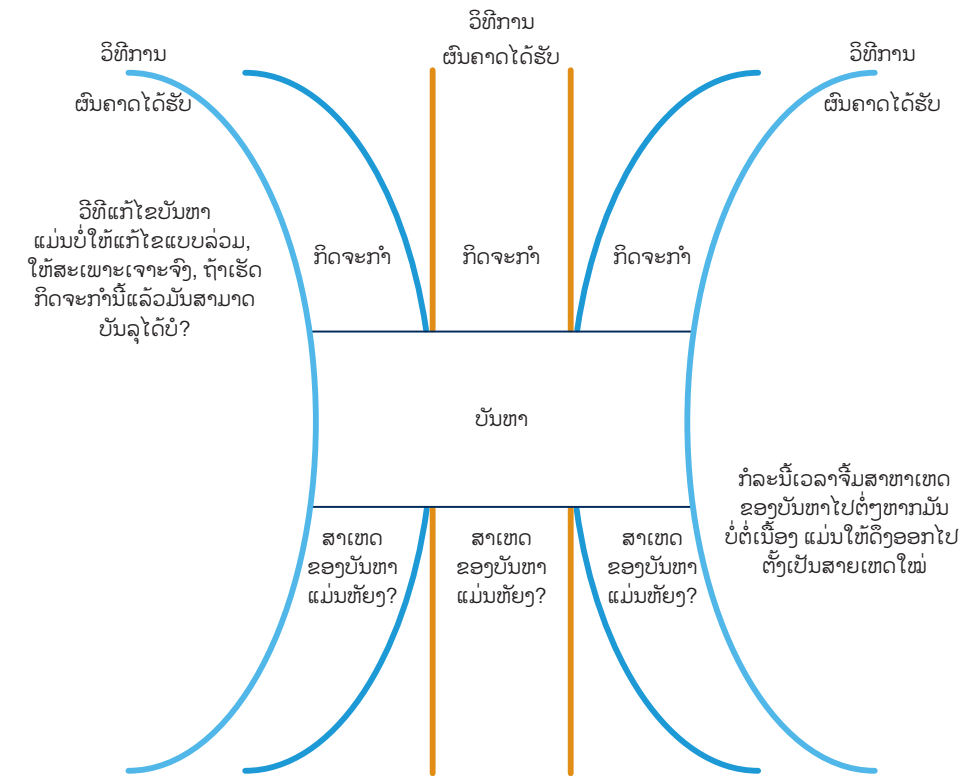 ວິທີການ
ຜົນຄາດໄດ້ຮັບ
ວິທີການ
ຜົນຄາດໄດ້ຮັບ
ວິທີການ
ຜົນຄາດໄດ້ຮັບ
ວິທີແກ້ໄຂບັນຫາ
ແມ່ນບໍ່ໃຫ້ແກ້ໄຂແບບລ່ວມ,
ໃຫ້ສະເພາະເຈາະຈົງ, ຖ້າເຮັດ
ກິດຈະກໍານີ້ແລ້ວມັນສາມາດ
ບັນລຸໄດ້ບໍ?
ກິດຈະກໍາ
ກິດຈະກໍາ
ກິດຈະກໍາ
ບັນຫາ
ສາເຫດ
ຂອງບັນຫາ
ແມ່ນຫັຍງ?
ສາເຫດ
ຂອງບັນຫາ
ແມ່ນຫັຍງ?
ສາເຫດ
ຂອງບັນຫາ
ແມ່ນຫັຍງ?
ກໍລະນີ້ເວລາຈີ້ມສາຫາເຫດ
ຂອງບັນຫາໄປຕໍ່ໆຫາກມັນ
ບໍ່ຕໍ່ເນື້ອງ ແມ່ນໃຫ້ດຶງອອກໄປ
ຕັ້ງເປັນສາຍເຫດໃໝ່